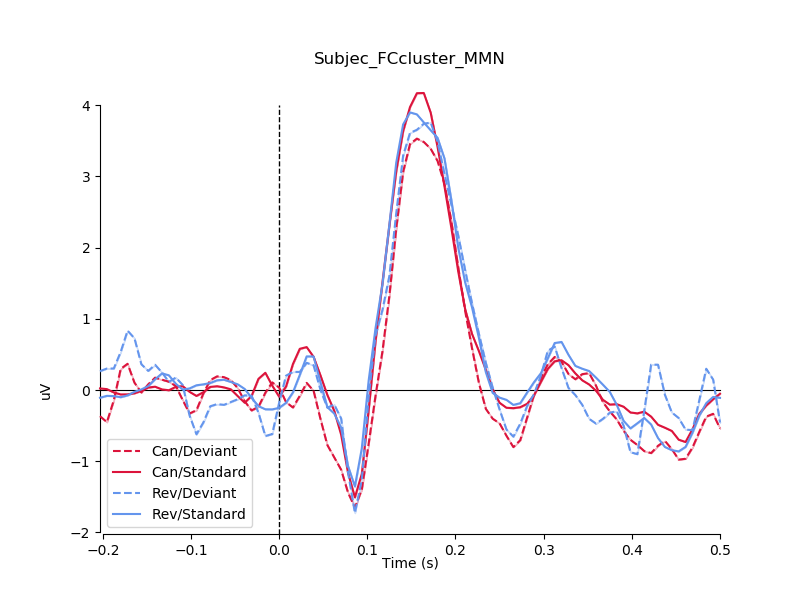 Subjec_FCcluster_MMN
uV
4
3
2
1
0
−1
−2
Can/Deviant
Can/Standard
Rev/Deviant
Rev/Standard
−0.2 −0.1 0.0 0.1 0.2 0.3 0.4 0.5
Time (s)